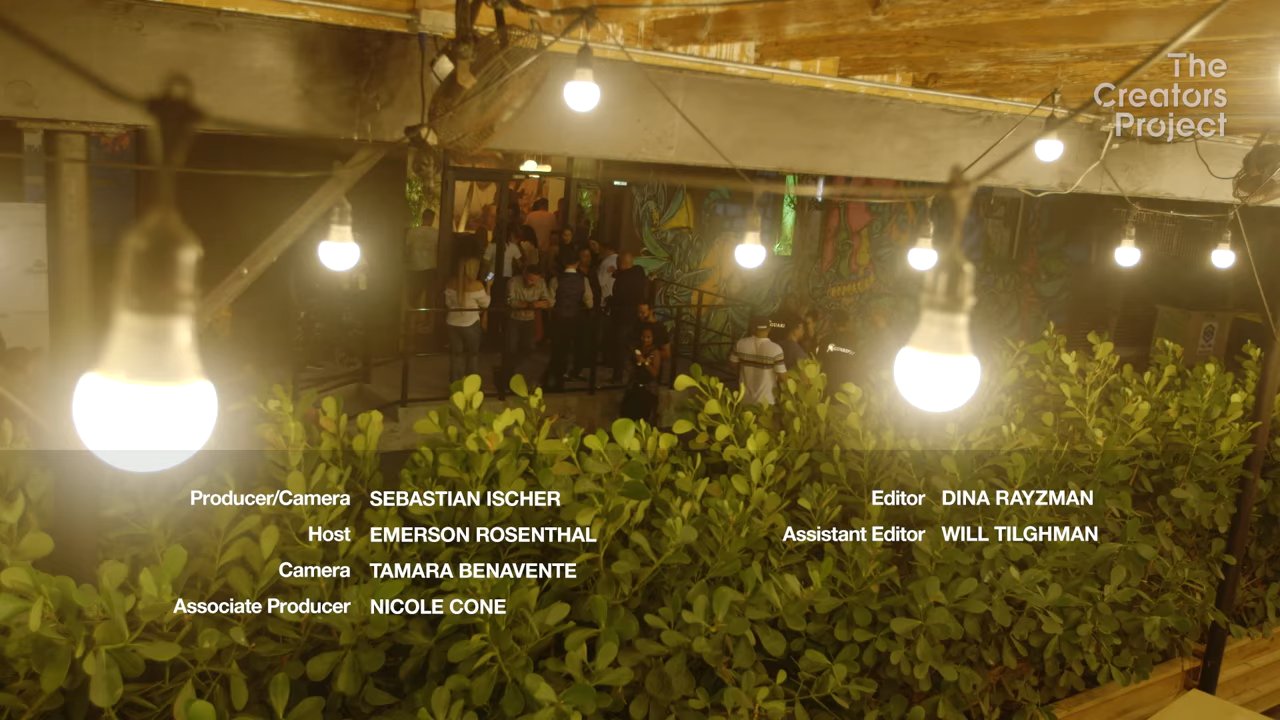 The
Creators
Project
Producer/Camera SEBASTIAN ISCHER
Host EMERSON ROSENTHAL
Camera TAMARA BENAVENTE
Associate Producer NICOLE CONE
Editor DINA RAYZMAN
Assistant Editor WILL TILGHMAN